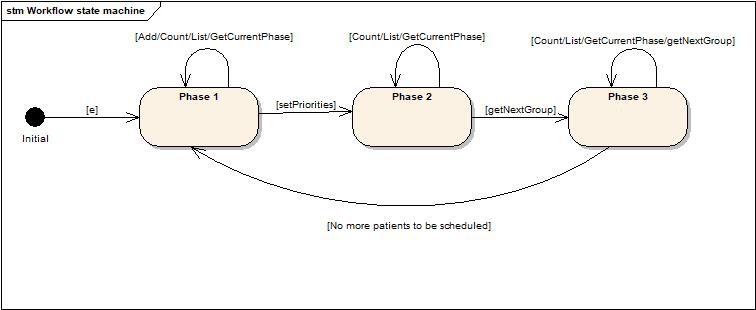 stm Workflow state machine
[Add/Count/List/GetCurrentPhase]
[Count/List/GetCurrentPhase]
[Count/List/GetCurrentPhase/getNextGroup]
Phase 1
Phase 2
Phase 3
[e]
[setPriorities]
[getNextGroup]
Initial
[No more patients to be scheduled]